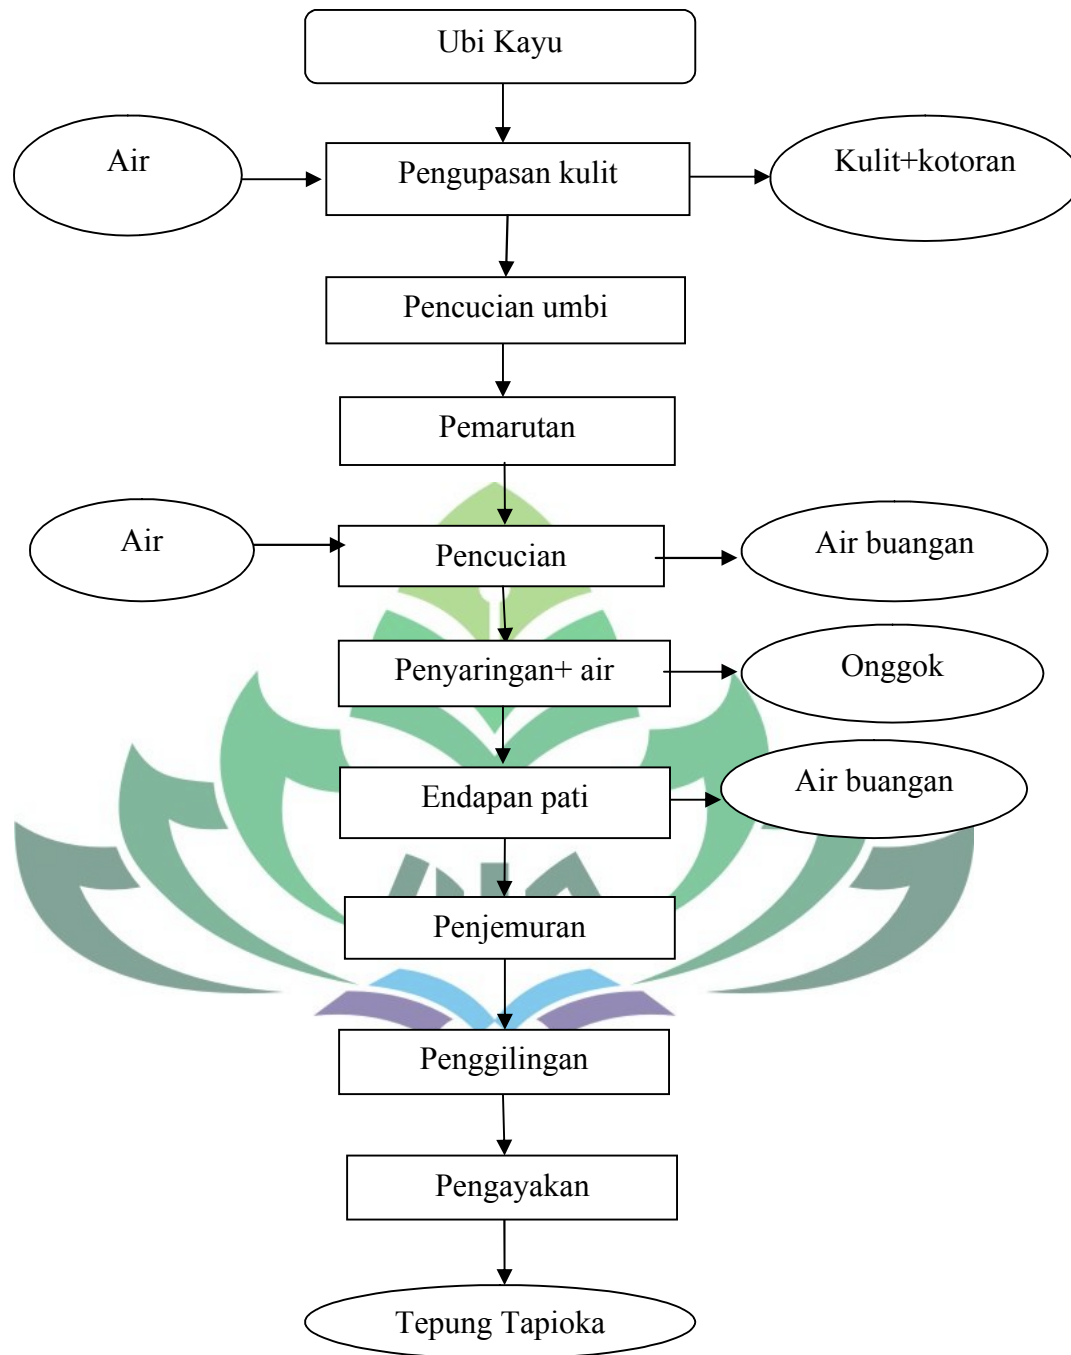 Ubi Kayu
Air
Pengupasan kulit
Kulit+kotoran
Pencucian umbi
Pemarutan
Air
Pencucian
Air buangan
Penyaringan+ air
Onggok
Endapan pati
Air buangan
Penjemuran
Penggilingan
Pengayakan
Tepung Tapioka